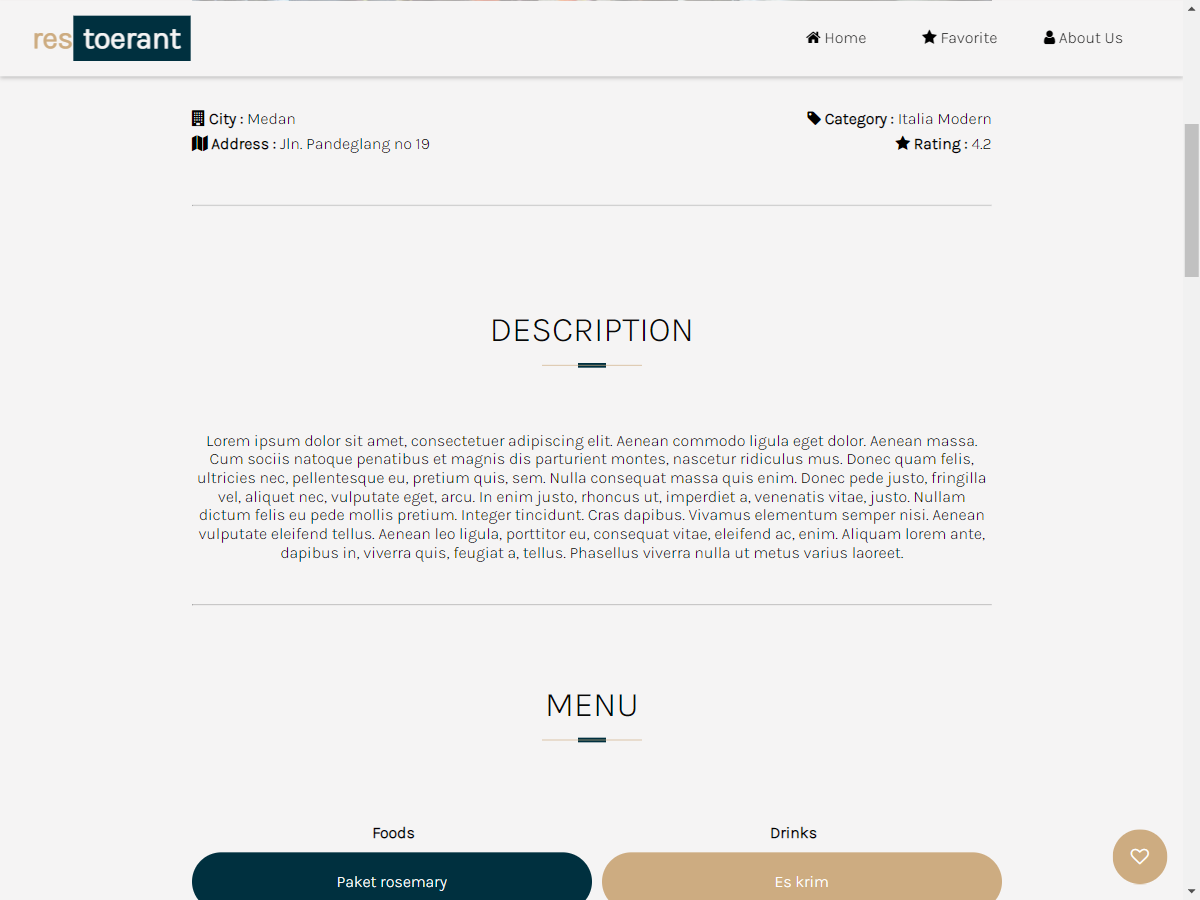 res toerant
Home Favorite About Us
City : Medan
Category : Italia Modern
Address : Jln. Pandeglang no 19
Rating : 4.2
DESCRIPTION
Lorem ipsum dolor sit amet, consectetuer adipiscing elit. Aenean commodo ligula eget dolor. Aenean massa.
Cum sociis natoque penatibus et magnis dis parturient montes, nascetur ridiculus mus. Donec quam felis,
ultricies nec, pellentesque eu, pretium quis, sem. Nulla consequat massa quis enim. Donec pede justo, fringilla
vel, aliquet nec, vulputate eget, arcu. In enim justo, rhoncus ut, imperdiet a, venenatis vitae, justo. Nullam
dictum felis eu pede mollis pretium. Integer tincidunt. Cras dapibus. Vivamus elementum semper nisi. Aenean
vulputate eleifend tellus. Aenean leo ligula, porttitor eu, consequat vitae, eleifend ac, enim. Aliquam lorem ante,
dapibus in, viverra quis, feugiat a, tellus. Phasellus viverra nulla ut metus varius laoreet.
MENU
Foods
Drinks
Paket rosemary
Es krim